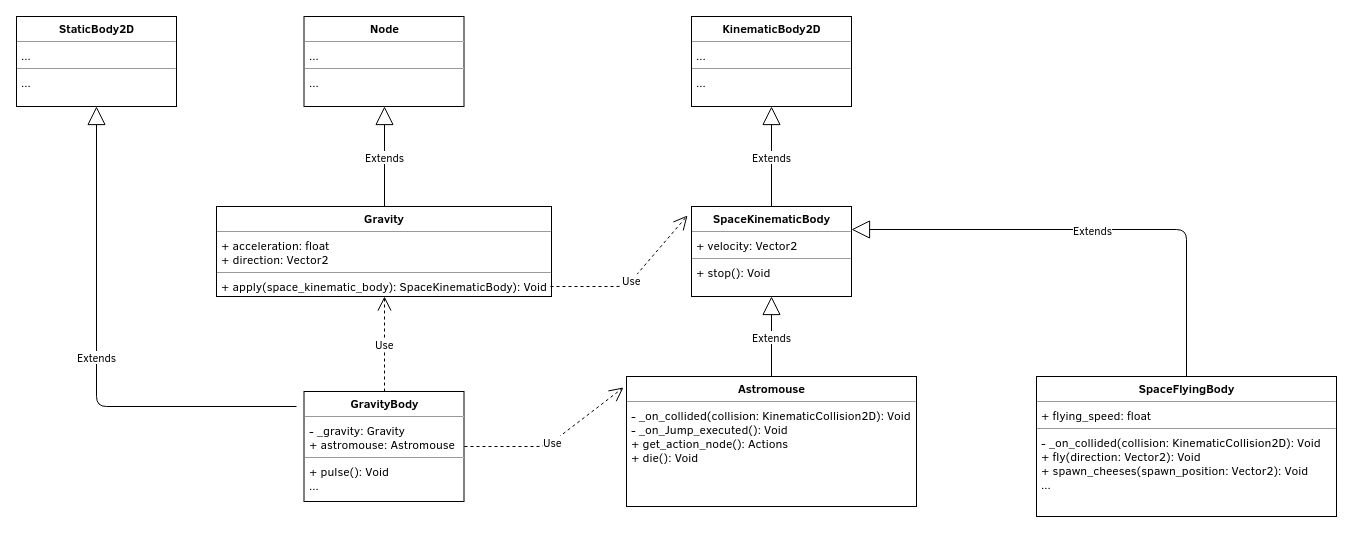 StaticBody2D
...
...
Node
...
...
KinematicBody2D
...
...
Extends
Extends
Gravity
+ acceleration: float
+ direction: Vector2
+ apply(space_kinematic_body): SpaceKinematicBody): Void
Use
SpaceKinematicBody
+ velocity: Vector2
+ stop(): Void
Extends
Use
Extends
Extends
GravityBody
- _gravity: Gravity
+ astromouse: Astromouse
+ pulse(): Void
...
Use
Astromouse
- _on_collided(collision: KinematicCollision2D): Void
- _on_Jump_executed(): Void
+ get_action_node(): Actions
+ die(): Void
SpaceFlyingBody
+ flying_speed: float
- _on_collided(collision: KinematicCollision2D): Void
+ fly(direction: Vector2): Void
+ spawn_cheeses(spawn_position: Vector2): Void
...